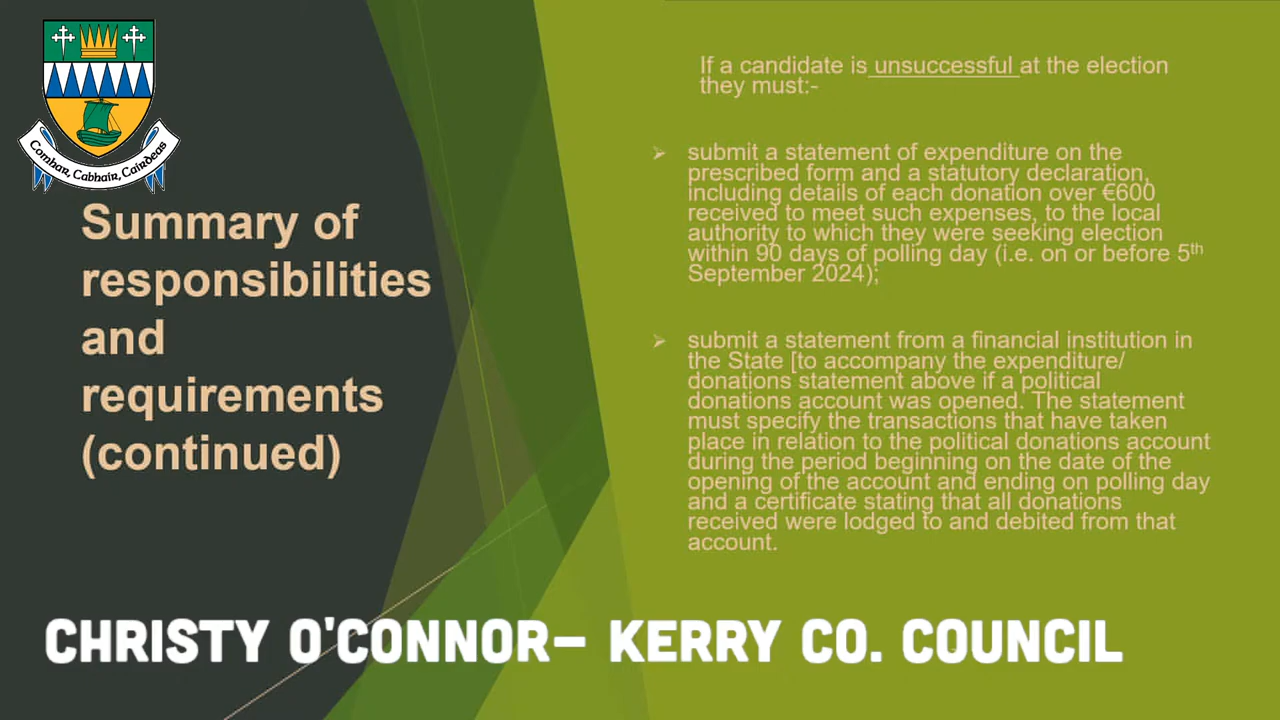 Comhar, Cabhair, Cairdeas
Summary of
responsibilities
and
requirements
(continued)
If a candidate is unsuccessful at the election
they must:-
submit a statement of expenditure on the
prescribed form and a statutory declaration,
including details of each donation over €600
received to meet such expenses, to the local
authority to which they were seeking election
within 90 days of polling day (i.e. on or before 5th
September 2024);
submit a statement from a financial institution in
the State [to accompany the expenditure/
donations statement above if a political
donations account was opened. The statement
must specify the transactions that have taken
place in relation to the political donations account
during the period beginning on the date of the
opening of the account and ending on polling day
and a certificate stating that all donations
received were lodged to and debited from that
account.
CHRISTY O'CONNOR– KERRY CO. COUNCIL